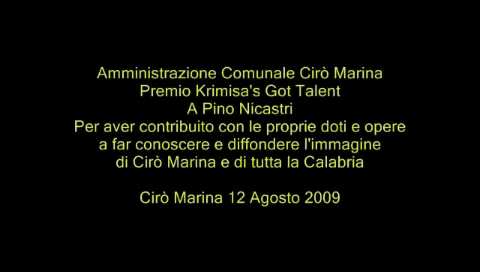 Amministrazione Comunale Cirò Marina
Premio Krimisa's Got Talent
A Pino Nicastri
Per aver contribuito con le proprie doti e opere
a far conoscere e diffondere l'immagine
di Cirò Marina e di tutta la Calabria
Cirò Marina 12 Agosto 2009